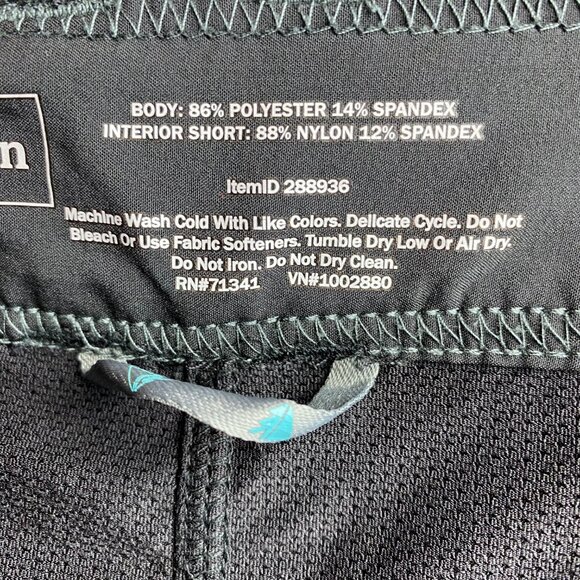 n
BODY: 86% POLYESTER 14% SPANDEX
INTERIOR SHORT: 88% NYLON 12% SPANDEX
ItemID 288936
Machine Wash Cold With Like Colors. Delicate Cycle. Do Not
Bleach Or Use Fabric Softeners. Tumble Dry Low Or Air Dry.
Do Not Iron. Do Not Dry Clean.
RN#71341 VN#1002880